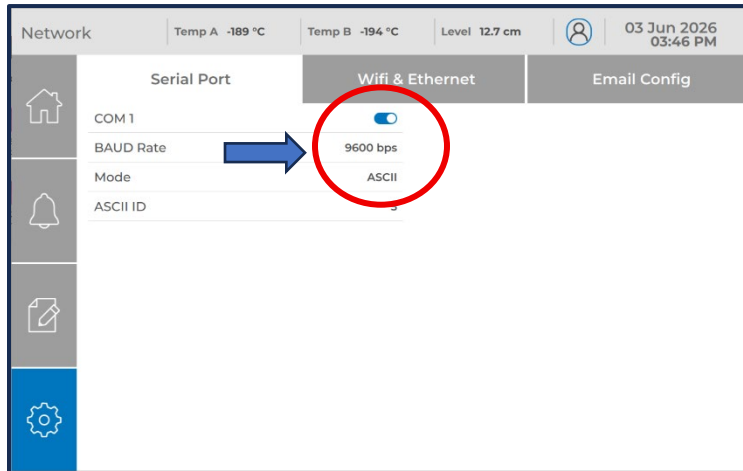 Network
Temp A -189 °C
Temp B -194 °C
Level 12.7 cm
03 Jun 2026
03:46 PM
Serial Port
Wifi & Ethernet
Email Config
COM 1
BAUD Rate 9600 bps
Mode ASCII
ASCII ID